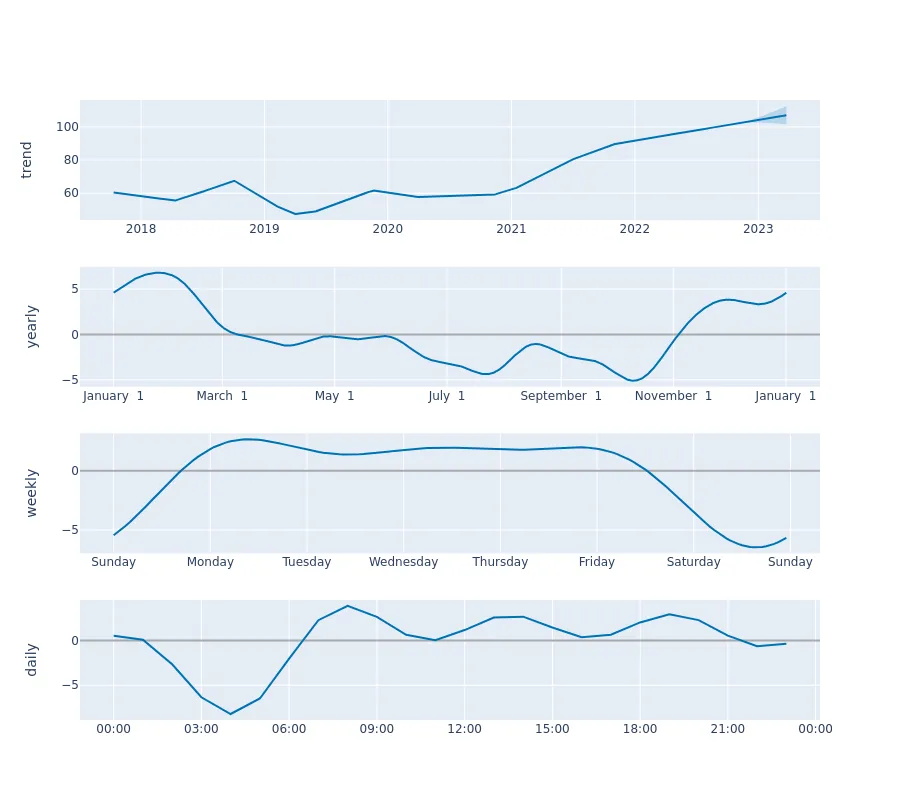 trend
100
80
60
2018 2019 2020 2021 2022 2023
yearly
5
0
−5
January 1 March 1 May 1 July 1 September 1 November 1 January 1
weekly
0
−5
Sunday Monday Tuesday Wednesday Thursday Friday Saturday Sunday
daily
0
−5
00:00 03:00 06:00 09:00 12:00 15:00 18:00 21:00 00:00